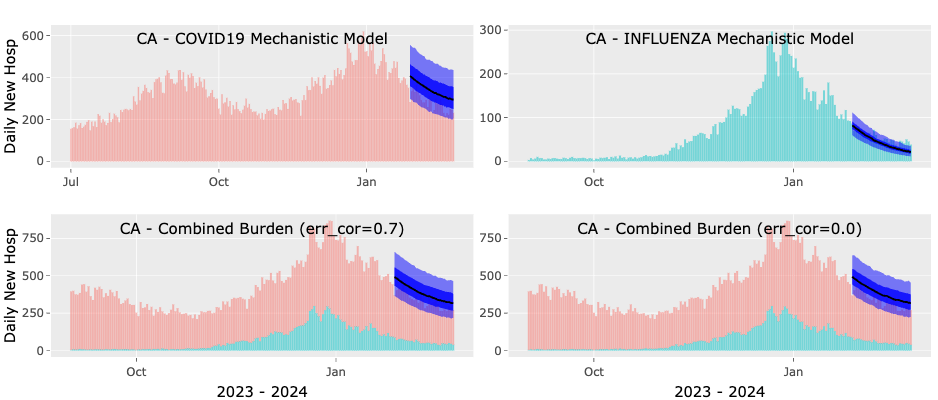 CA - COVID19 Mechanistic Model
CA - INFLUENZA Mechanistic Model
Daily New Hosp
600
400
200
0
Jul
Oct
Jan
300
200
100
0
Oct
Jan
CA - Combined Burden (err_cor=0.7)
CA - Combined Burden (err_cor=0.0)
Daily New Hosp
750
500
250
0
Oct
Jan
2023 - 2024
750
500
250
0
Oct
Jan
2023 - 2024